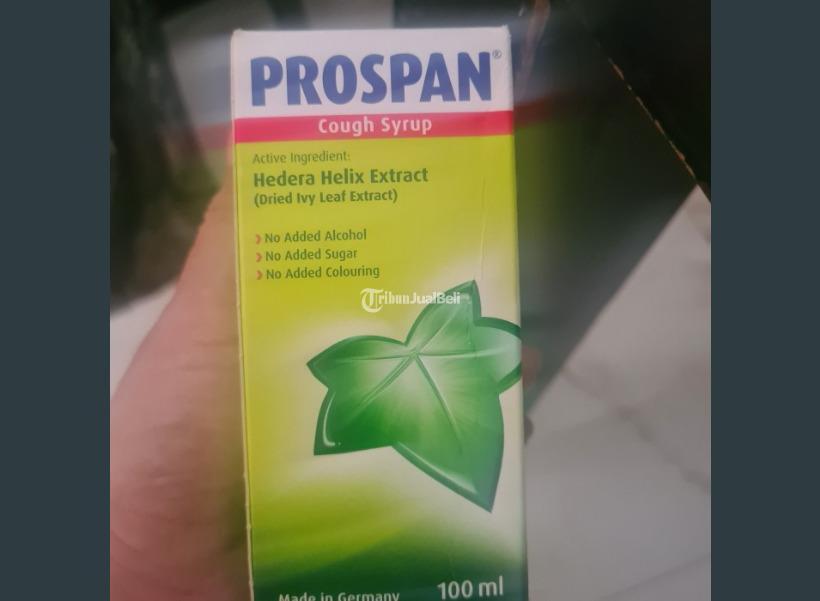 PROSPAN®
Cough Syrup
Active Ingredient:
Hedera Helix Extract
(Dried Ivy Leaf Extract)
No Added Alcohol
No Added Sugar
No Added Colouring
TribunJualBeli
Made in Germany
100 ml